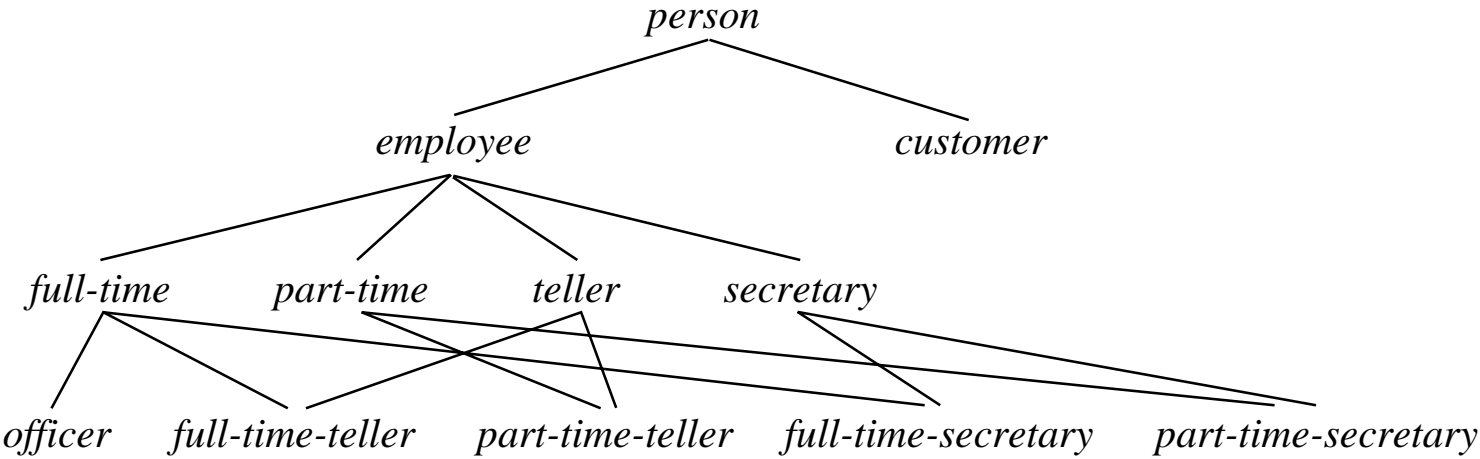 person
employee customer
full-time part-time teller secretary
officer full-time-teller part-time-teller full-time-secretary part-time-secretary